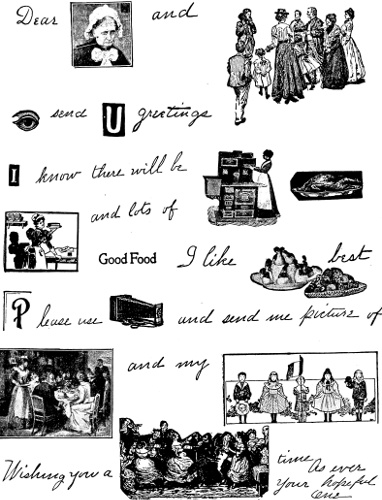 Dear and
send U greetings
I know there will be
and lots of
Good Food I like best
Please use and send me picture of
and my
Wishing you a time As ever
your hopeful
one